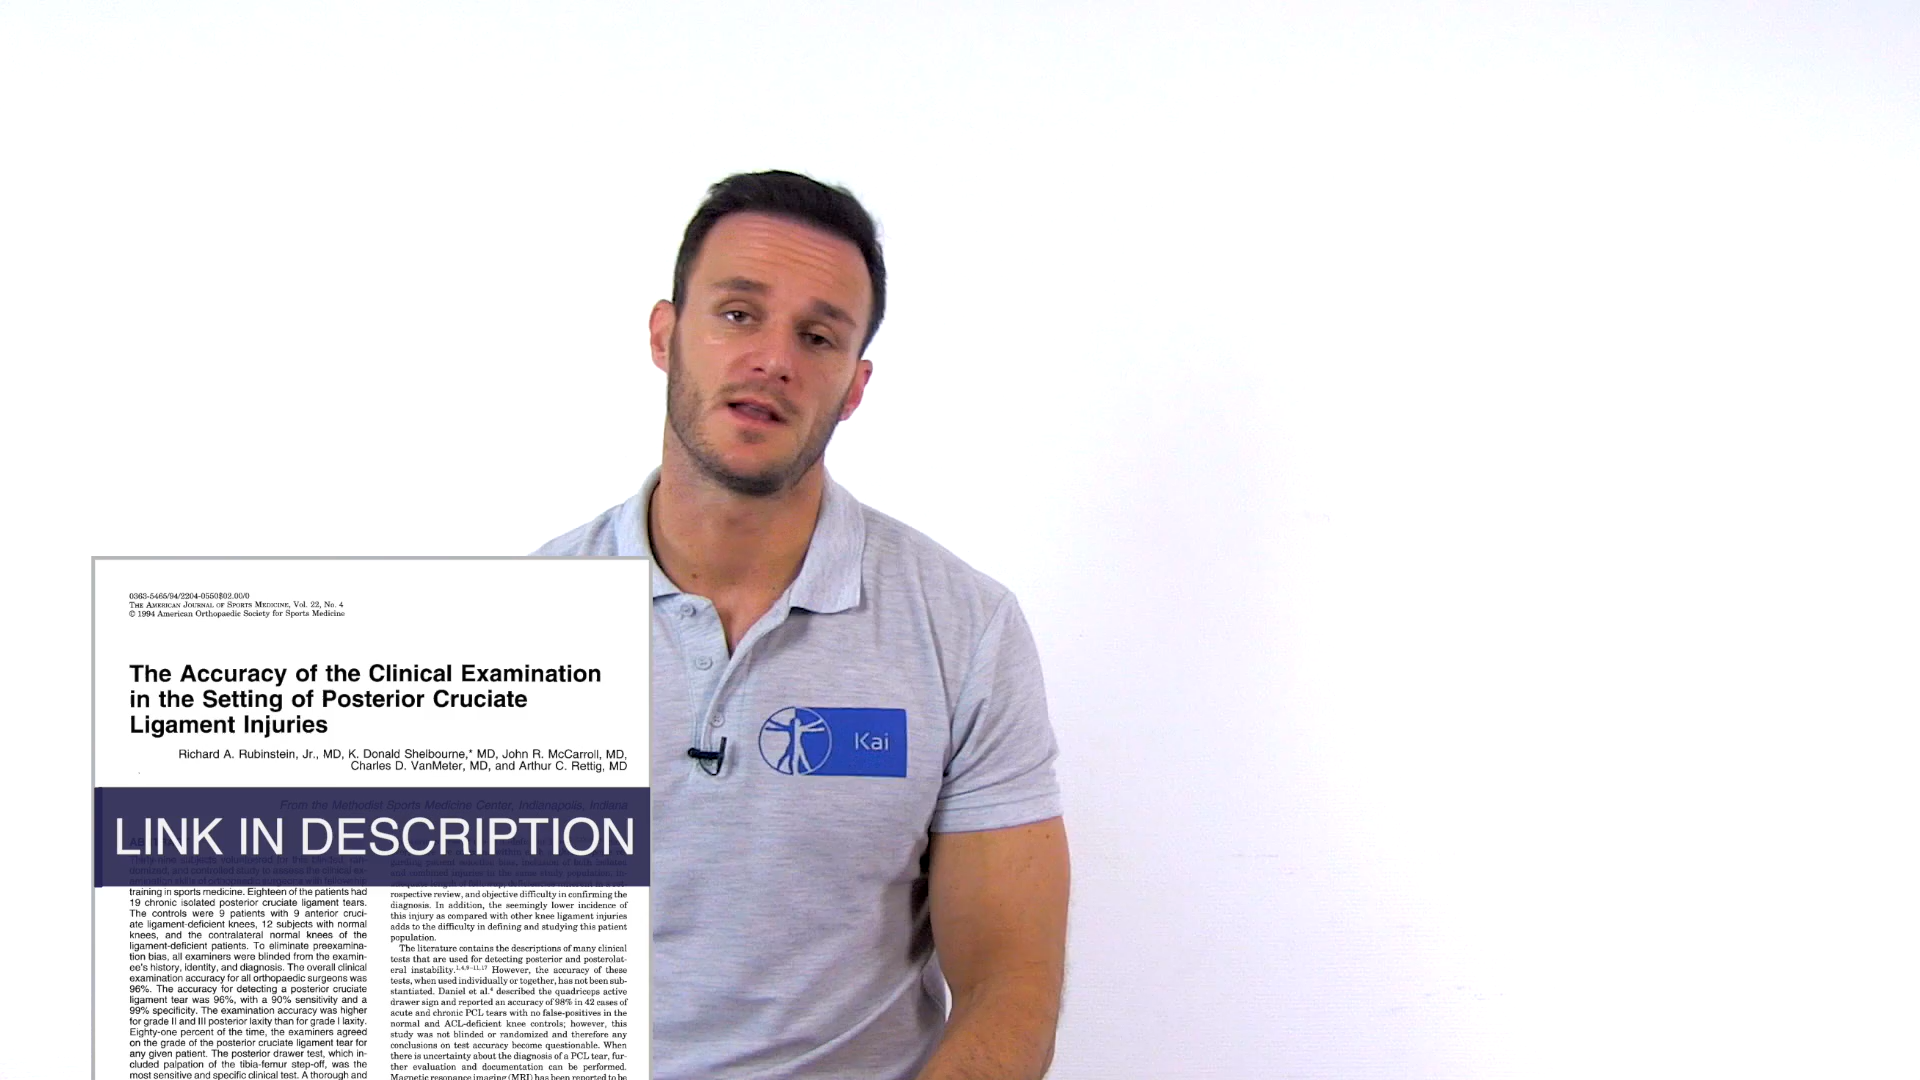 0363-5465/94/2204-0550$02.00/0
THE AMERICAN JOURNAL OF SPORTS MEDICINE, Vol. 22, No. 4
© 1994 American Orthopaedic Society for Sports Medicine
The Accuracy of the Clinical Examination
in the Setting of Posterior Cruciate
Ligament Injuries
Richard A. Rubinstein, Jr., MD, K. Donald Shelbourne,* MD, John R. McCarroll, MD,
Charles D. VanMeter, MD, and Arthur C. Rettig, MD
From the Methodist Sports Medicine Center, Indianapolis, Indiana
LINK IN DESCRIPTION
training in sports medicine. Eighteen of the patients had
19 chronic isolated posterior cruciate ligament tears.
The controls were 9 patients with 9 anterior cruci-
ate ligament-deficient knees, 12 subjects with normal
knees, and the contralateral normal knees of the
ligament-deficient patients. To eliminate preexamina-
tion bias, all examiners were blinded from the examin-
ee's history, identity, and diagnosis. The overall clinical
examination accuracy for all orthopaedic surgeons was
96%. The accuracy for detecting a posterior cruciate
ligament tear was 96%, with a 90% sensitivity and a
99% specificity. The examination accuracy was higher
for grade II and III posterior laxity than for grade I laxity.
Eighty-one percent of the time, the examiners agreed
on the grade of the posterior cruciate ligament tear for
any given patient. The posterior drawer test, which in-
cluded palpation of the tibia-femur step-off, was the
most sensitive and specific clinical test. A thorough and
rospective review, and objective difficulty in confirming the
diagnosis. In addition, the seemingly lower incidence of
this injury as compared with other knee ligament injuries
adds to the difficulty in defining and studying this patient
population.
The literature contains the descriptions of many clinical
tests that are used for detecting posterior and posterolat-
eral instability.1,4,9-11,17 However, the accuracy of these
tests, when used individually or together, has not been sub-
stantiated. Daniel et al.4 described the quadriceps active
drawer sign and reported an accuracy of 98% in 42 cases of
acute and chronic PCL tears with no false-positives in the
normal and ACL-deficient knee controls; however, this
study was not blinded or randomized and therefore any
conclusions on test accuracy become questionable. When
there is uncertainty about the diagnosis of a PCL tear, fur-
ther evaluation and documentation can be performed.
Magnetic resonance imaging (MRI) has been reported to be
Kai